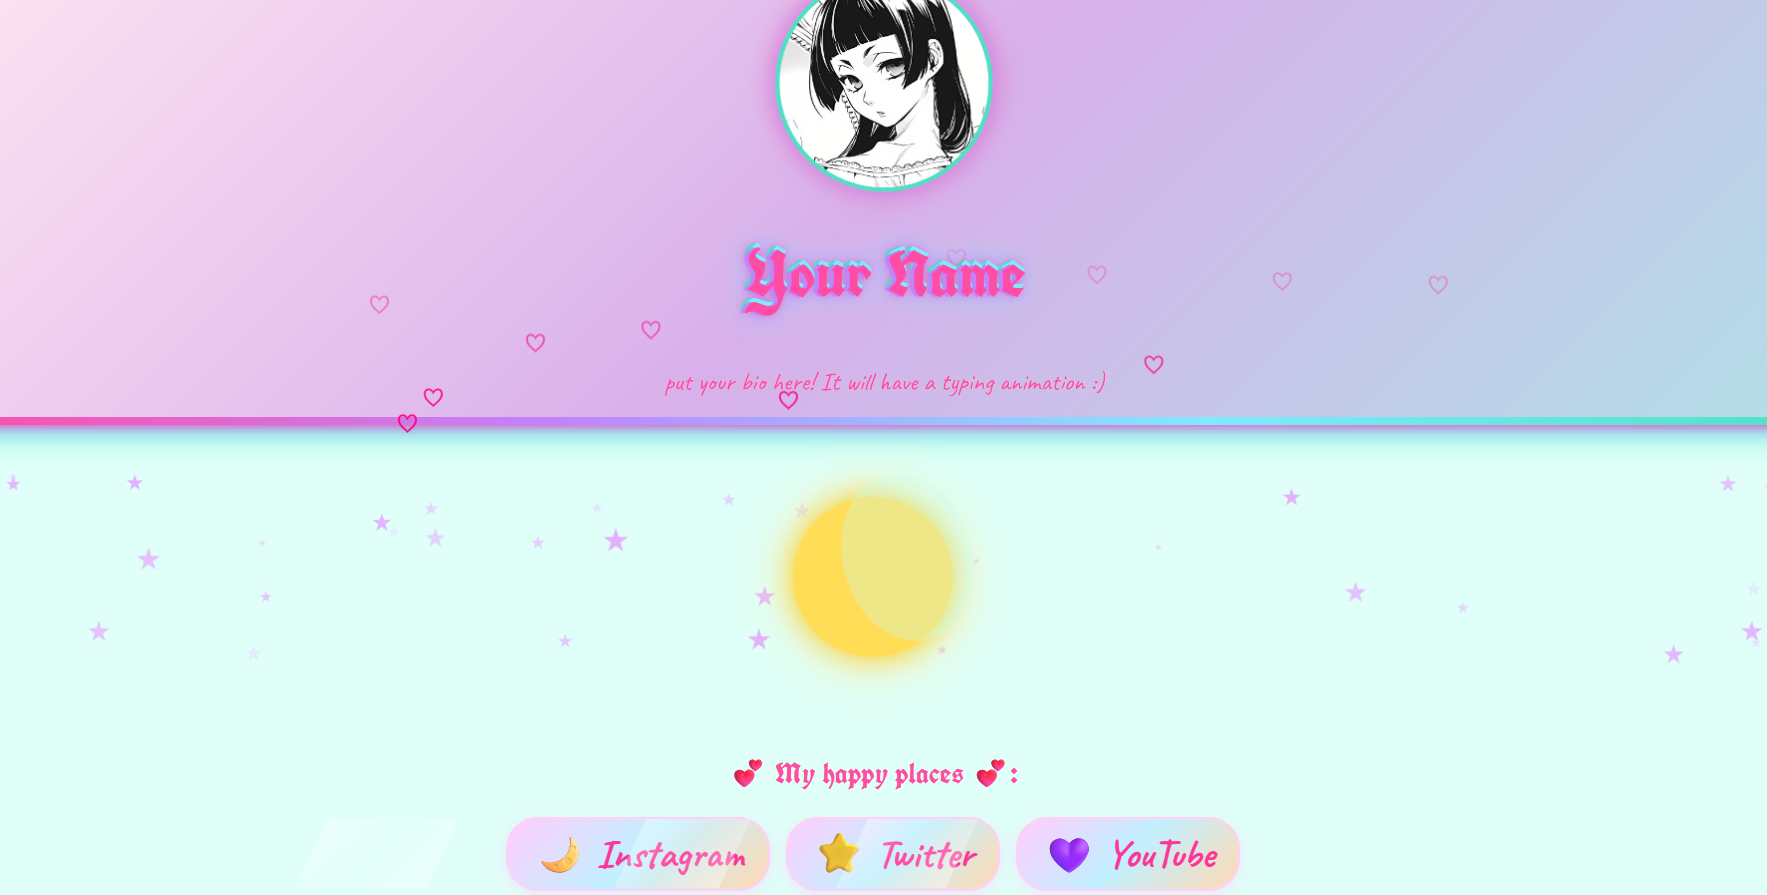 Your Name
put your bio here! It will have a typing animation :)
💕 My happy places 💕:
🌙 Instagram
⭐ Twitter
💜 YouTube